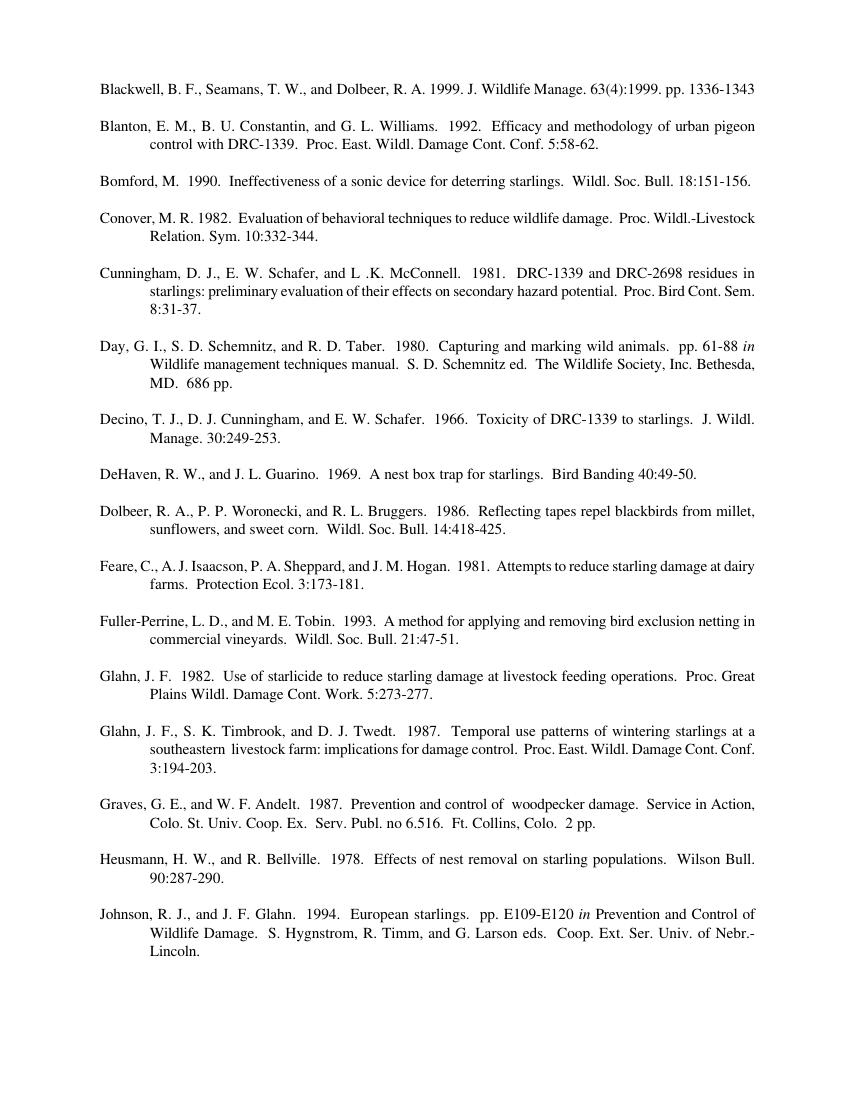 Blackwell, B. F., Seamans, T. W., and Dolbeer, R. A. 1999. J. Wildlife Manage. 63(4):1999. pp. 1336-1343
Blanton, E. M., B. U. Constantin, and G. L. Williams. 1992. Efficacy and methodology of urban pigeon
control with DRC-1339. Proc. East. Wildl. Damage Cont. Conf. 5:58-62.
Bomford, M. 1990. Ineffectiveness of a sonic device for deterring starlings. Wildl. Soc. Bull. 18:151-156.
Conover, M. R. 1982. Evaluation of behavioral techniques to reduce wildlife damage. Proc. Wildl.-Livestock
Relation. Sym. 10:332-344.
Cunningham, D. J., E. W. Schafer, and L .K. McConnell. 1981. DRC-1339 and DRC-2698 residues in
starlings: preliminary evaluation of their effects on secondary hazard potential. Proc. Bird Cont. Sem.
8:31-37.
Day, G. I., S. D. Schemnitz, and R. D. Taber. 1980. Capturing and marking wild animals. pp. 61-88 in
Wildlife management techniques manual. S. D. Schemnitz ed. The Wildlife Society, Inc. Bethesda,
MD. 686 pp.
Decino, T. J., D. J. Cunningham, and E. W. Schafer. 1966. Toxicity of DRC-1339 to starlings. J. Wildl.
Manage. 30:249-253.
DeHaven, R. W., and J. L. Guarino. 1969. A nest box trap for starlings. Bird Banding 40:49-50.
Dolbeer, R. A., P. P. Woronecki, and R. L. Bruggers. 1986. Reflecting tapes repel blackbirds from millet,
sunflowers, and sweet corn. Wildl. Soc. Bull. 14:418-425.
Feare, C., A. J. Isaacson, P. A. Sheppard, and J. M. Hogan. 1981. Attempts to reduce starling damage at dairy
farms. Protection Ecol. 3:173-181.
Fuller-Perrine, L. D., and M. E. Tobin. 1993. A method for applying and removing bird exclusion netting in
commercial vineyards. Wildl. Soc. Bull. 21:47-51.
Glahn, J. F. 1982. Use of starlicide to reduce starling damage at livestock feeding operations. Proc. Great
Plains Wildl. Damage Cont. Work. 5:273-277.
Glahn, J. F., S. K. Timbrook, and D. J. Twedt. 1987. Temporal use patterns of wintering starlings at a
southeastern livestock farm: implications for damage control. Proc. East. Wildl. Damage Cont. Conf.
3:194-203.
Graves, G. E., and W. F. Andelt. 1987. Prevention and control of woodpecker damage. Service in Action,
Colo. St. Univ. Coop. Ex. Serv. Publ. no 6.516. Ft. Collins, Colo. 2 pp.
Heusmann, H. W., and R. Bellville. 1978. Effects of nest removal on starling populations. Wilson Bull.
90:287-290.
Johnson, R. J., and J. F. Glahn. 1994. European starlings. pp. E109-E120 in Prevention and Control of
Wildlife Damage. S. Hygnstrom, R. Timm, and G. Larson eds. Coop. Ext. Ser. Univ. of Nebr.-
Lincoln.